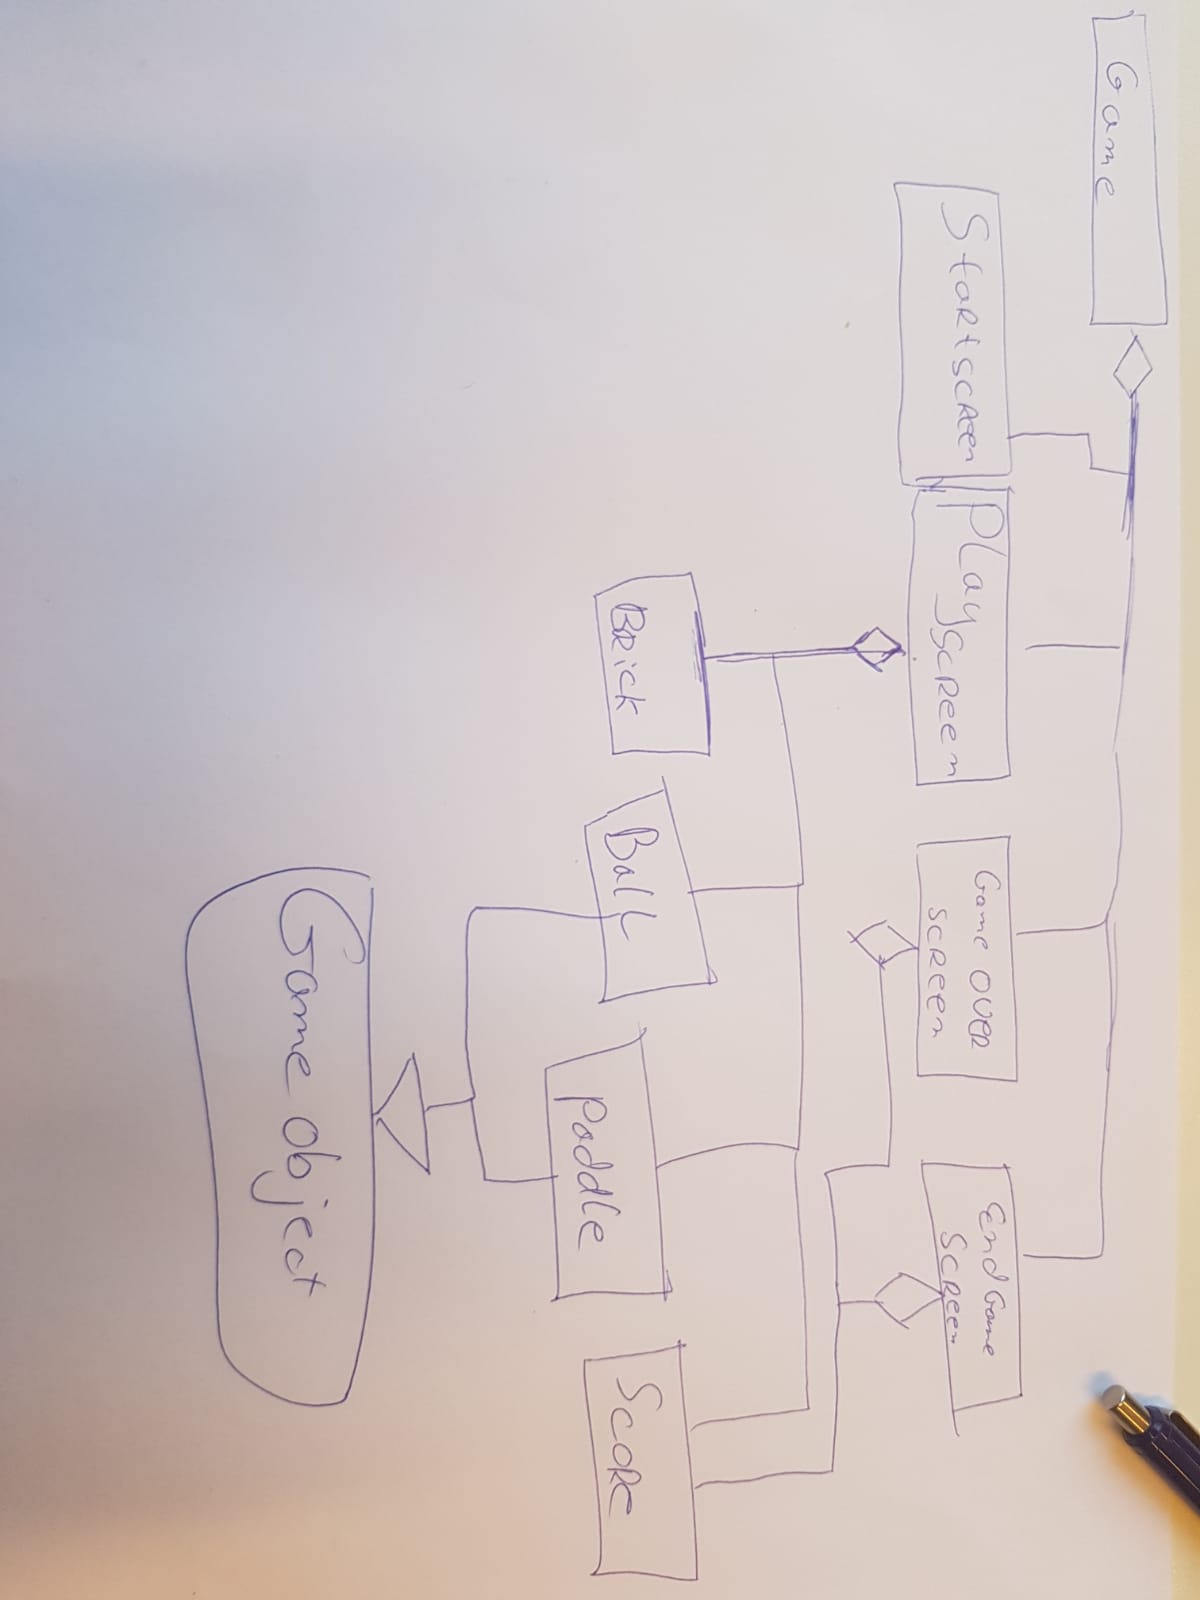 Game
Startscreen
Playscreen
Game over
screen
End Game
Screen
Brick
Ball
Paddle
Score
Game object